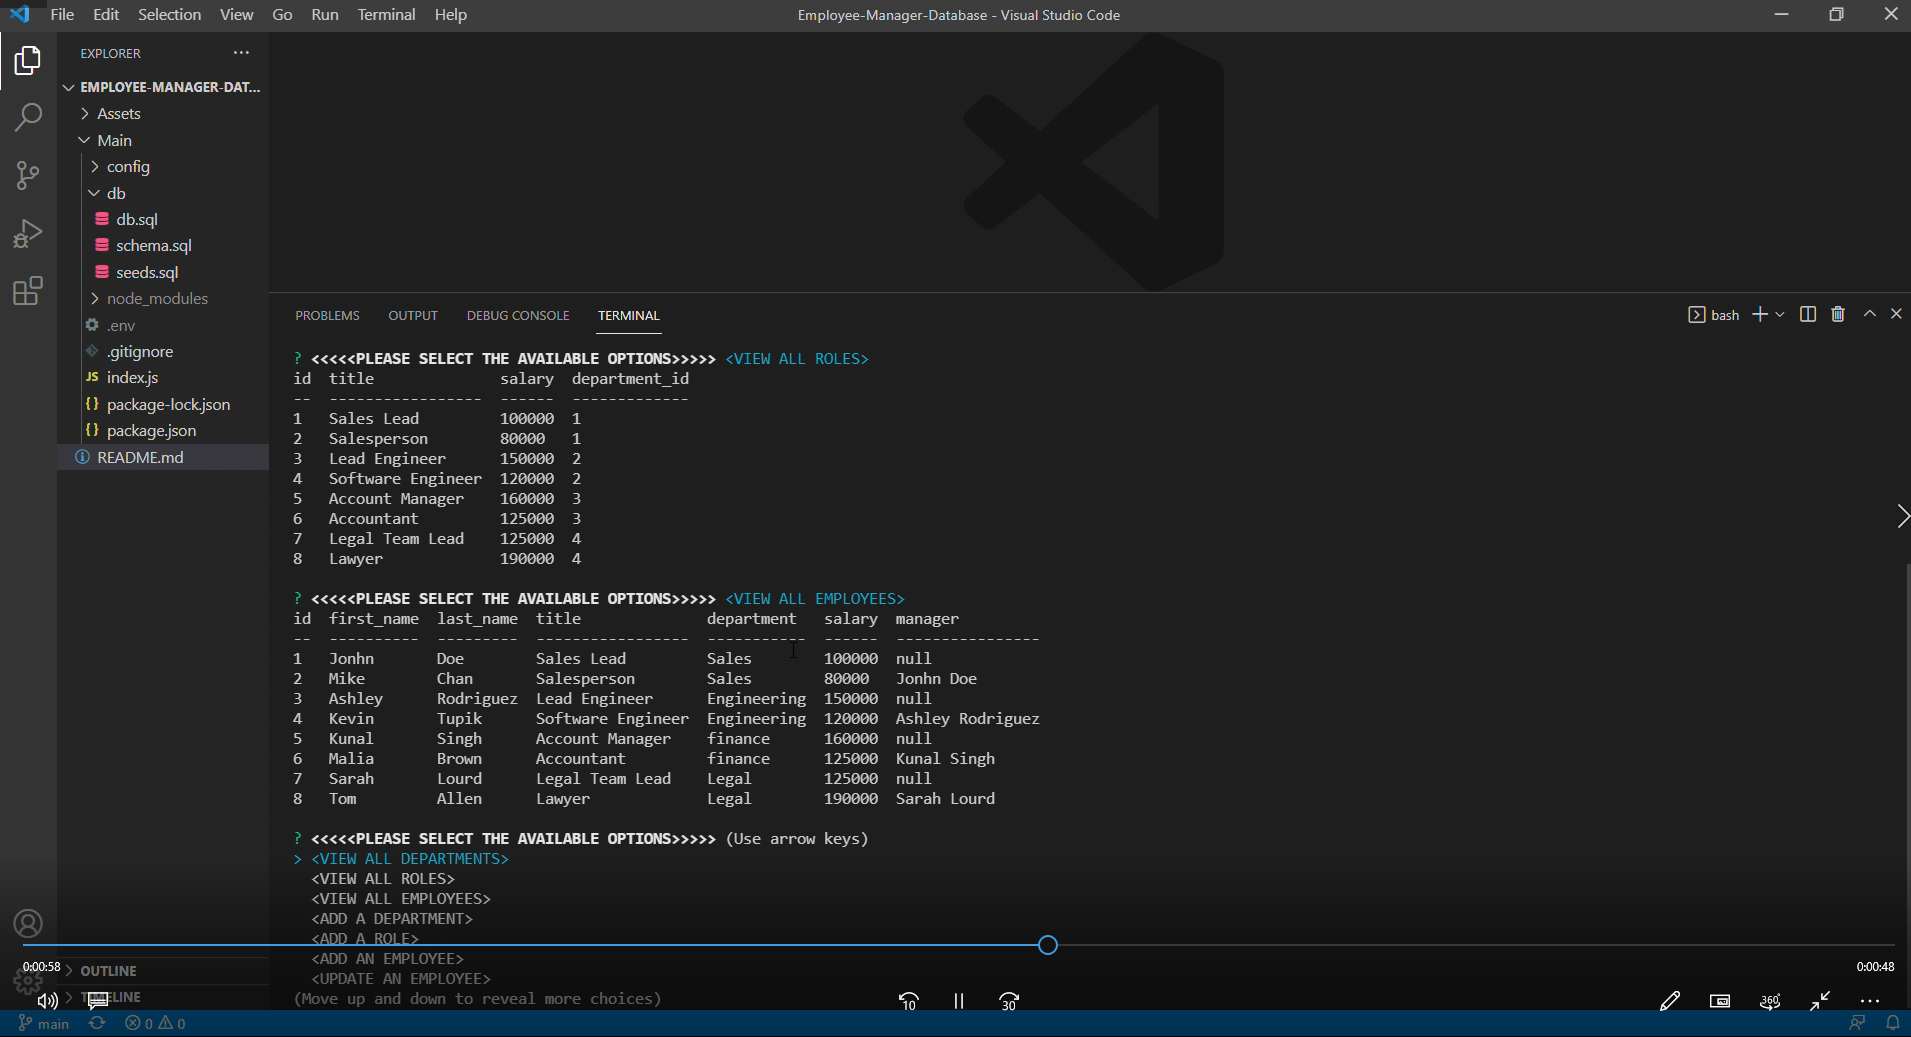 File Edit Selection View Go Run Terminal Help
Employee-Manager-Database - Visual Studio Code
EXPLORER
EMPLOYEE-MANAGER-DAT...
Assets
Main
config
db
db.sql
schema.sql
seeds.sql
node_modules
.env
.gitignore
JS index.js
{} package-lock.json
{} package.json
README.md
PROBLEMS OUTPUT DEBUG CONSOLE TERMINAL
bash
? <<<<<PLEASE SELECT THE AVAILABLE OPTIONS>>>>> <VIEW ALL ROLES>
id title salary department_id
-- ----------------- ------ -------------
1 Sales Lead 100000 1
2 Salesperson 80000 1
3 Lead Engineer 150000 2
4 Software Engineer 120000 2
5 Account Manager 160000 3
6 Accountant 125000 3
7 Legal Team Lead 125000 4
8 Lawyer 190000 4
? <<<<<PLEASE SELECT THE AVAILABLE OPTIONS>>>>> <VIEW ALL EMPLOYEES>
id first_name last_name title department salary manager
-- ---------- --------- ----------------- ----------- ------ ----------------
1 Jonhn Doe Sales Lead Sales 100000 null
2 Mike Chan Salesperson Sales 80000 Jonhn Doe
3 Ashley Rodriguez Lead Engineer Engineering 150000 null
4 Kevin Tupik Software Engineer Engineering 120000 Ashley Rodriguez
5 Kunal Singh Account Manager finance 160000 null
6 Malia Brown Accountant finance 125000 Kunal Singh
7 Sarah Lourd Legal Team Lead Legal 125000 null
8 Tom Allen Lawyer Legal 190000 Sarah Lourd
? <<<<<PLEASE SELECT THE AVAILABLE OPTIONS>>>>> (Use arrow keys)
> <VIEW ALL DEPARTMENTS>
<VIEW ALL ROLES>
<VIEW ALL EMPLOYEES>
<ADD A DEPARTMENT>
<ADD A ROLE>
<ADD AN EMPLOYEE>
<UPDATE AN EMPLOYEE>
(Move up and down to reveal more choices)
0:00:58
0:00:48
OUTLINE
TIMELINE
10
30
360°
main
0 0